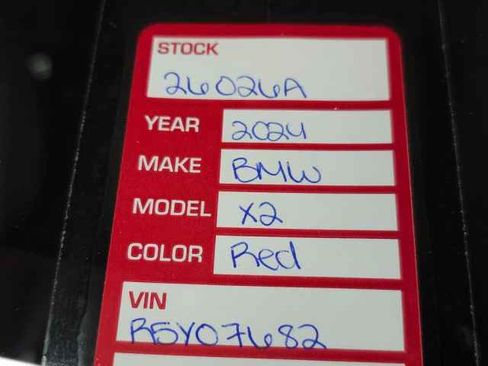 STOCK
26026A
YEAR 2024
MAKE BMW
MODEL X2
COLOR Red
VIN
R5Y07682